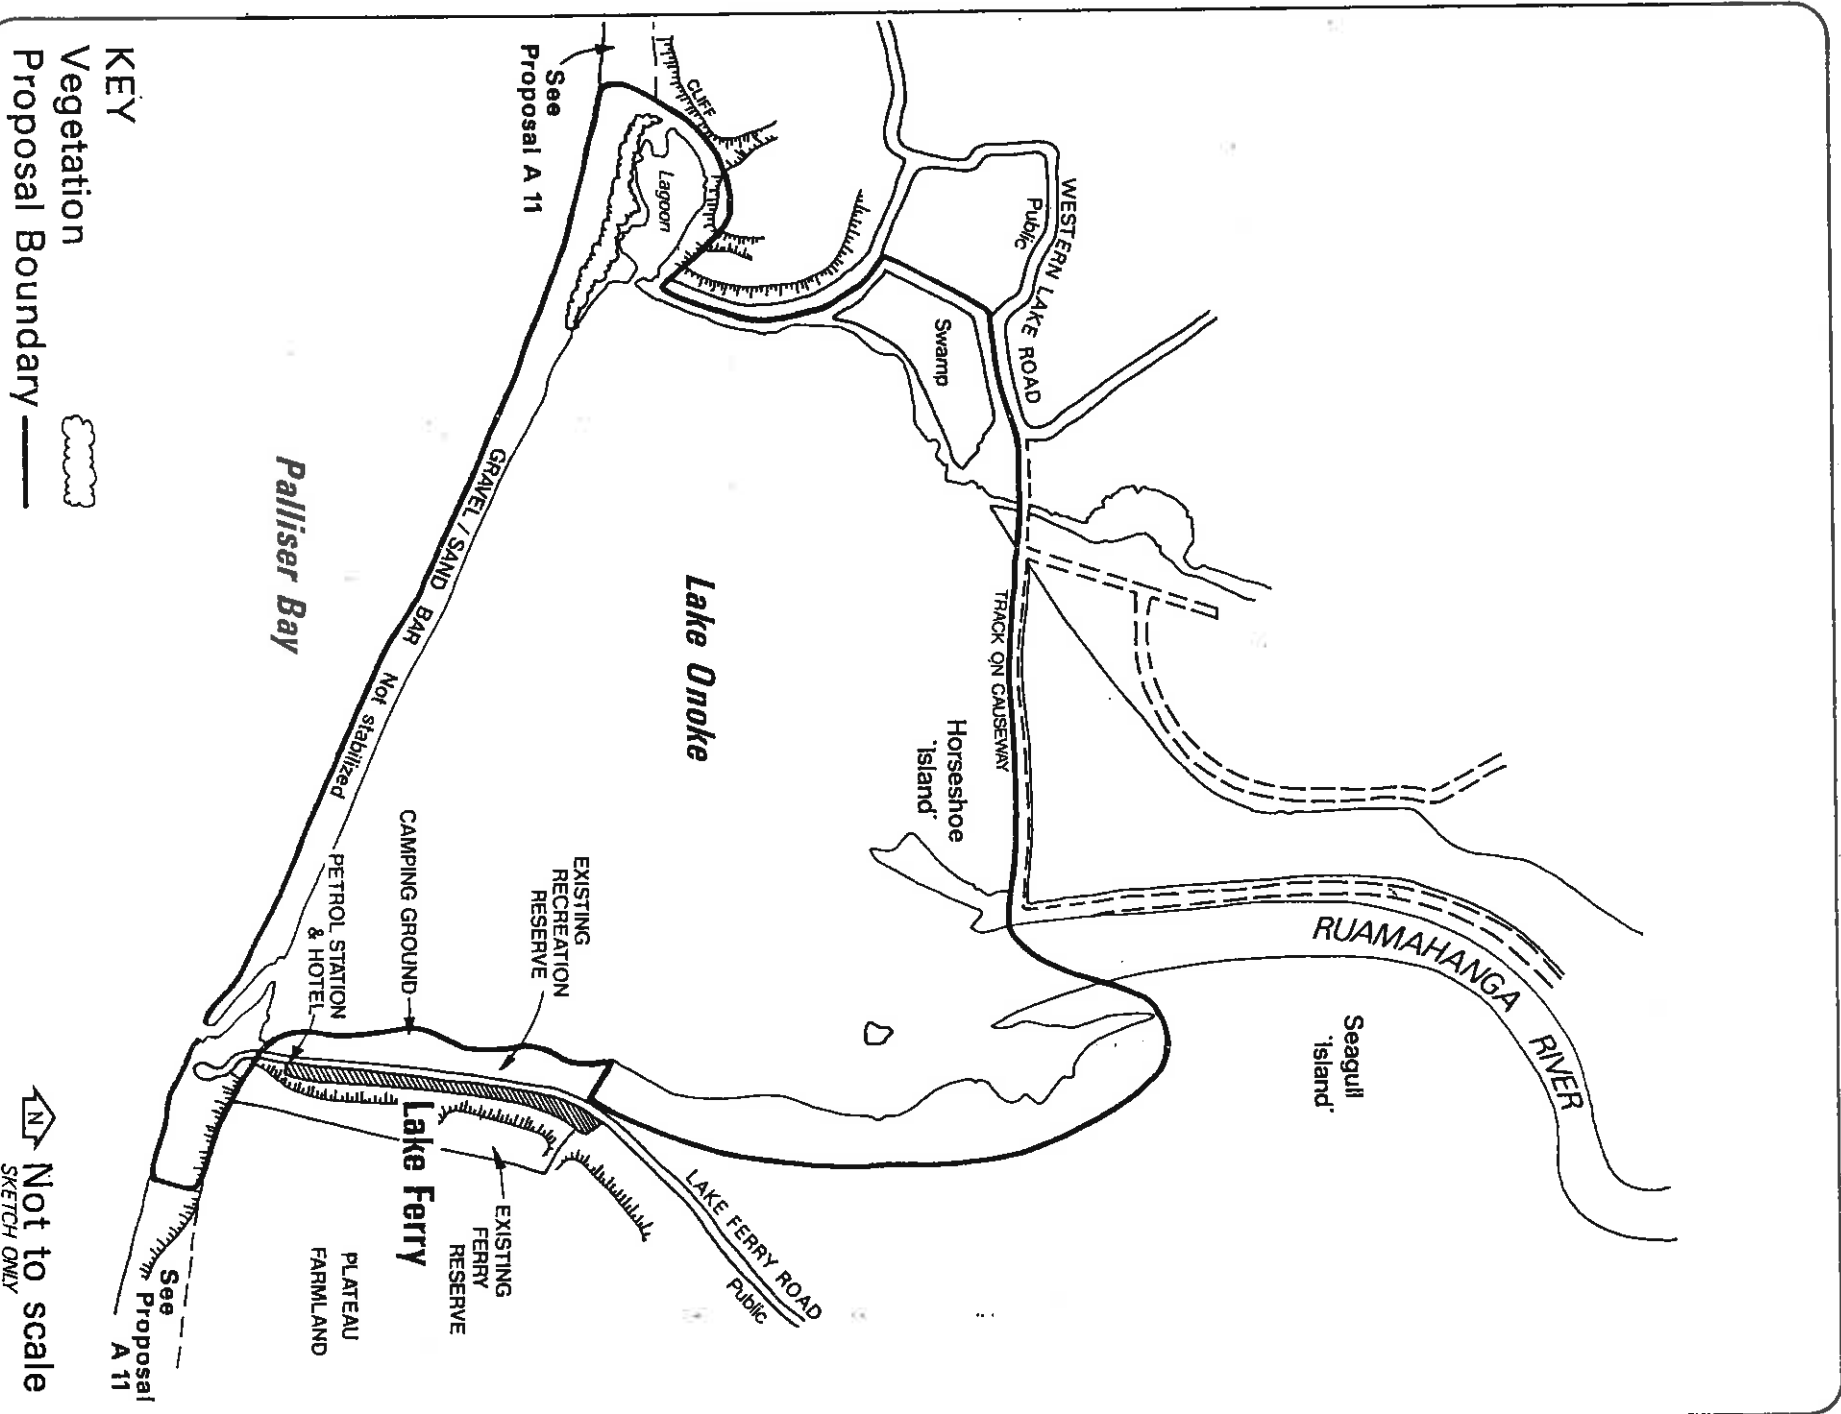 WESTERN LAKE ROAD
Public
CLIFF
See
Proposal A 11
Lagoon
Swamp
TRACK ON CAUSEWAY
Horseshoe
'Island'
RUAMAHANGA RIVER
Seagull
'Island'
Lake Onoke
GRAVEL / SAND BAR Not stabilized
Palliser Bay
EXISTING
RECREATION
RESERVE
CAMPING GROUND
PETROL STATION
& HOTEL
LAKE FERRY ROAD
Public
EXISTING
FERRY
RESERVE
Lake Ferry
PLATEAU
FARMLAND
See
Proposal
A 11
KEY
Vegetation
Proposal Boundary
N
Not to scale
SKETCH ONLY